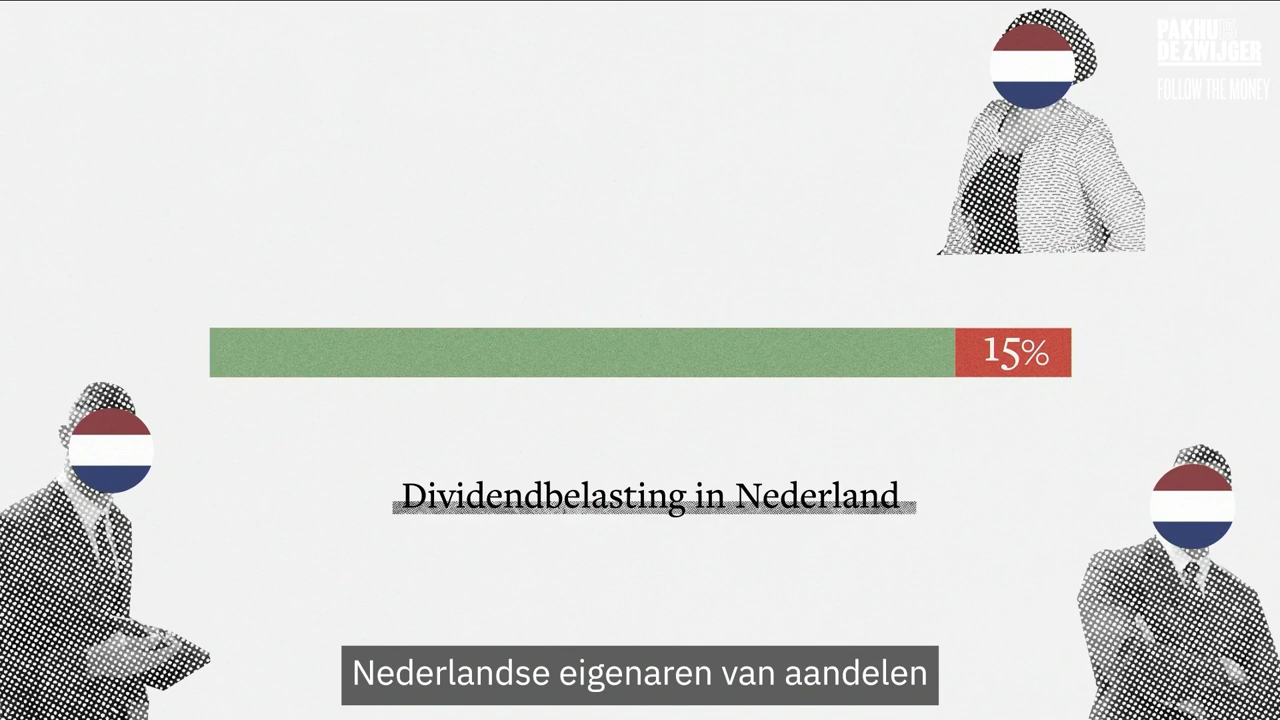 PAKHUIS
DE ZWIJGER
FOLLOW THE MONEY
15%
Dividendbelasting in Nederland
Nederlandse eigenaren van aandelen